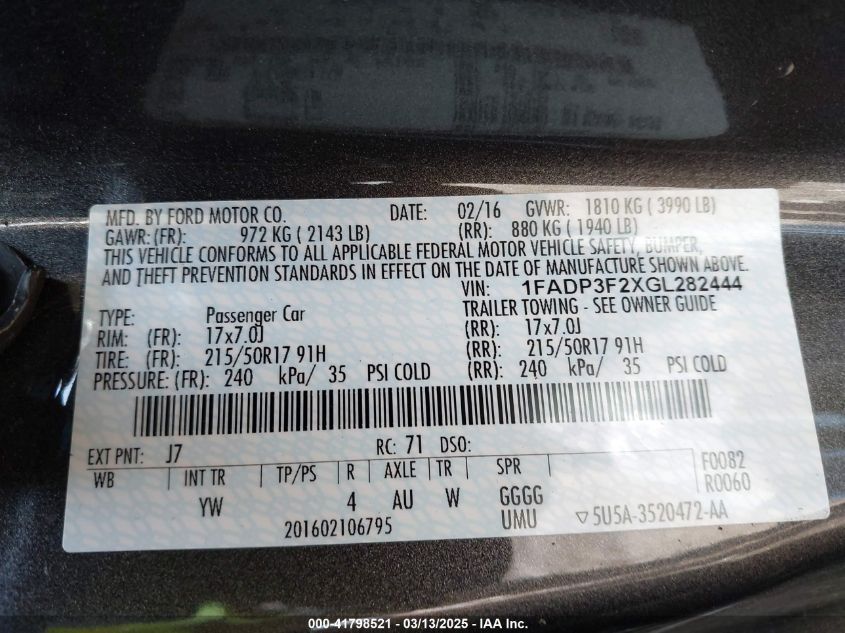 MFD. BY FORD MOTOR CO. DATE: 02/16 GVWR: 1810 KG ( 3990 LB)
GAWR: (FR): 972 KG ( 2143 LB) (RR): 880 KG ( 1940 LB)
THIS VEHICLE CONFORMS TO ALL APPLICABLE FEDERAL MOTOR VEHICLE SAFETY, BUMPER,
AND THEFT PREVENTION STANDARDS IN EFFECT ON THE DATE OF MANUFACTURE SHOWN ABOVE.
VIN: 1FADP3F2XGL282444
TYPE: Passenger Car TRAILER TOWING - SEE OWNER GUIDE
RIM: (FR): 17x7.0J (RR): 17x7.0J
TIRE: (FR): 215/50R17 91H (RR): 215/50R17 91H
PRESSURE: (FR): 240 kPa/ 35 PSI COLD (RR): 240 kPa/ 35 PSI COLD
EXT PNT: J7 RC: 71 DSO:
WB INT TR TP/PS R AXLE TR SPR F0082
R0060
YW 4 AU W GGGG
201602106795 UMU ▽5U5A-3520472-AA
000-41798521 - 03/13/2025 - IAA Inc.